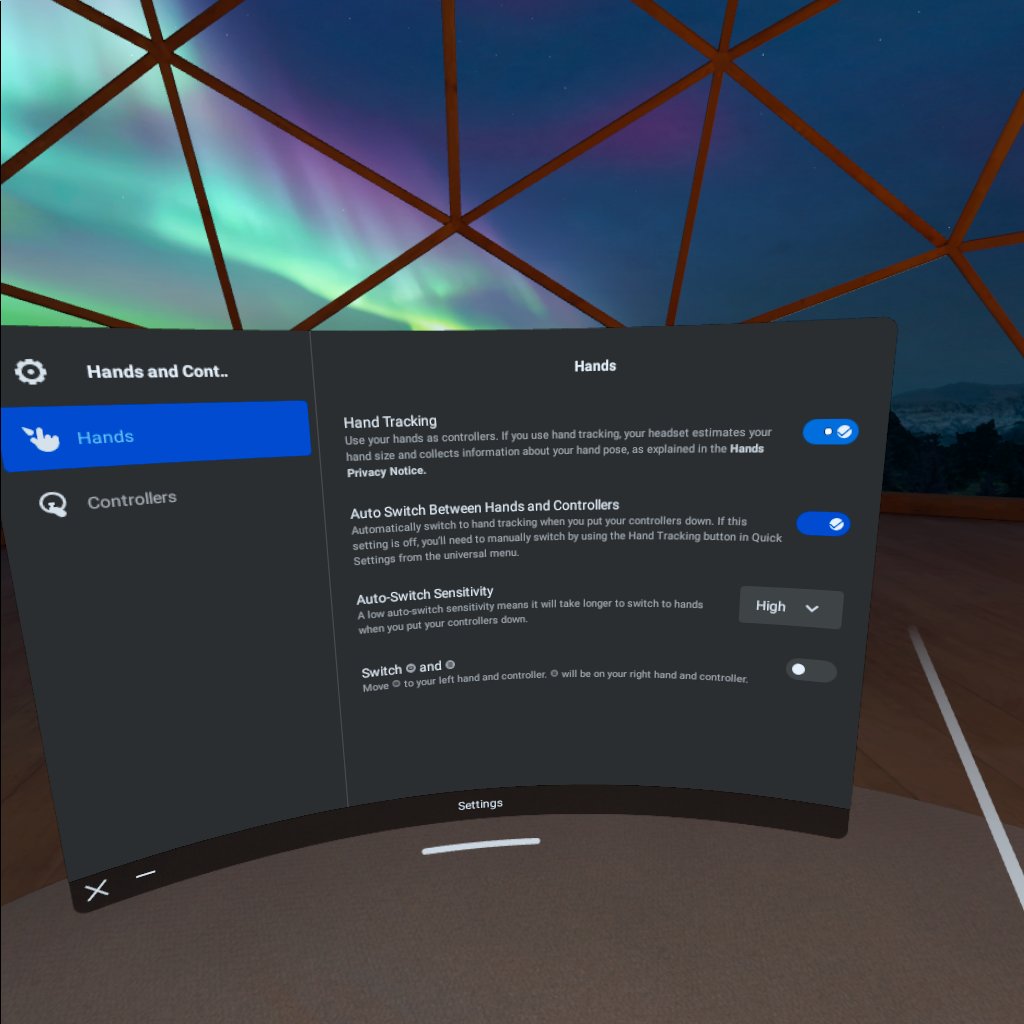 Hands and Cont..
Hands
Controllers
Hands
Hand Tracking
Use your hands as controllers. If you use hand tracking, your headset estimates your
hand size and collects information about your hand pose, as explained in the Hands
Privacy Notice.
Auto Switch Between Hands and Controllers
Automatically switch to hand tracking when you put your controllers down. If this
setting is off, you'll need to manually switch by using the Hand Tracking button in Quick
Settings from the universal menu.
Auto-Switch Sensitivity
A low auto-switch sensitivity means it will take longer to switch to hands
when you put your controllers down.
High
Switch and
Move to your left hand and controller. will be on your right hand and controller.
Settings